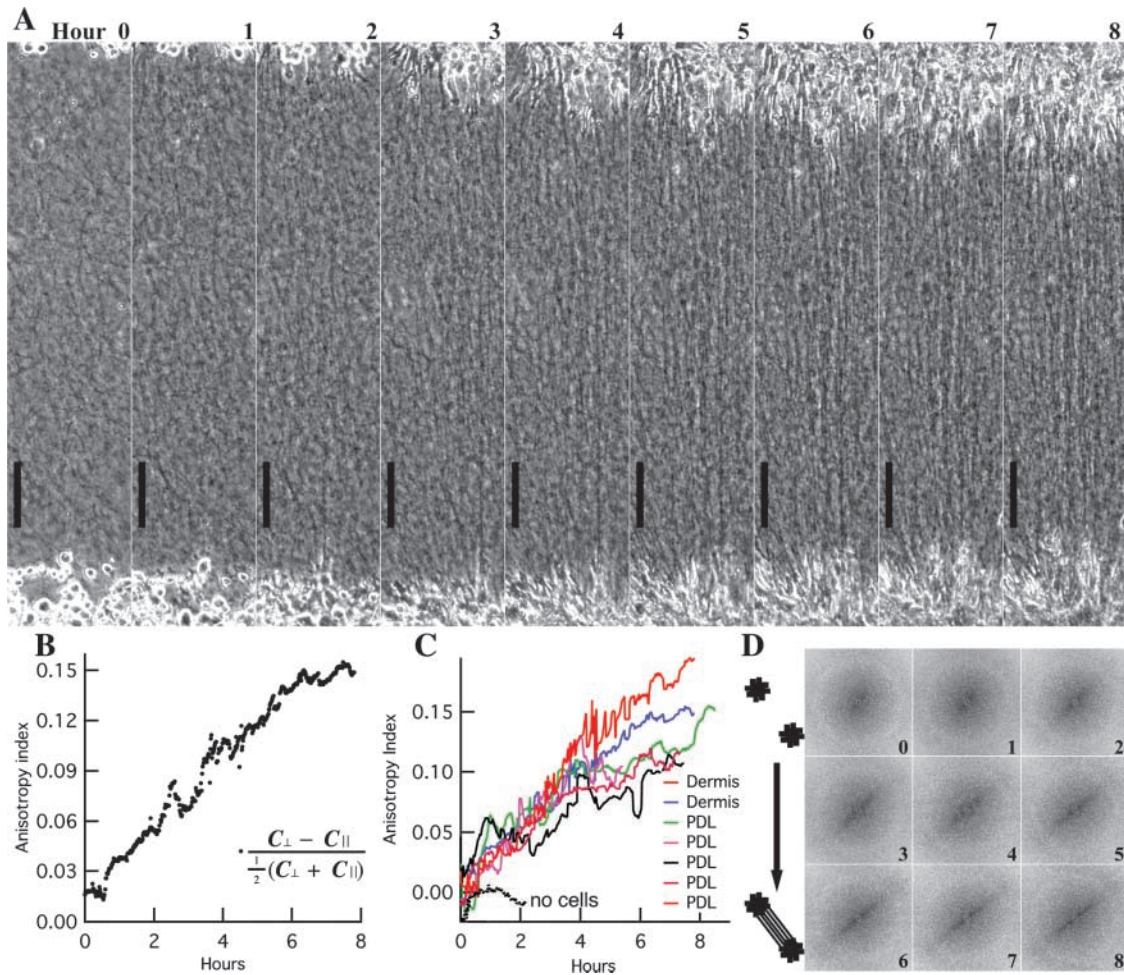 A Hour 0 1 2 3 4 5 6 7 8
B
0.15
0.12
0.09
0.06
0.03
0.00
Anisotropy index
0 2 4 6 8
Hours
C⊥ − C||
1/2 (C⊥ + C||)
C
0.15
0.10
0.05
0.00
Anisotropy Index
Dermis
Dermis
PDL
PDL
PDL
PDL
PDL
no cells
0 2 4 6 8
Hours
D
0 1 2
3 4 5
6 7 8